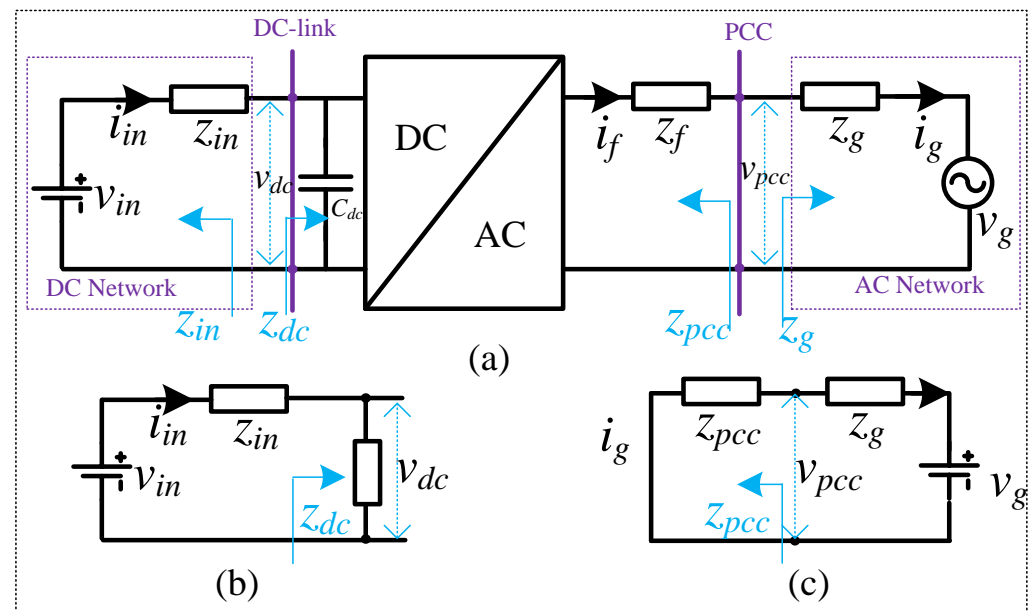 DC-link
PCC
i_in
z_in
v_in
v_dc
C_dc
DC
AC
i_f
z_f
v_pcc
z_g
i_g
v_g
DC Network
AC Network
z_in
z_dc
z_pcc
z_g
(a)
i_in
z_in
v_in
z_dc
v_dc
(b)
i_g
z_pcc
z_g
v_pcc
z_pcc
v_g
(c)